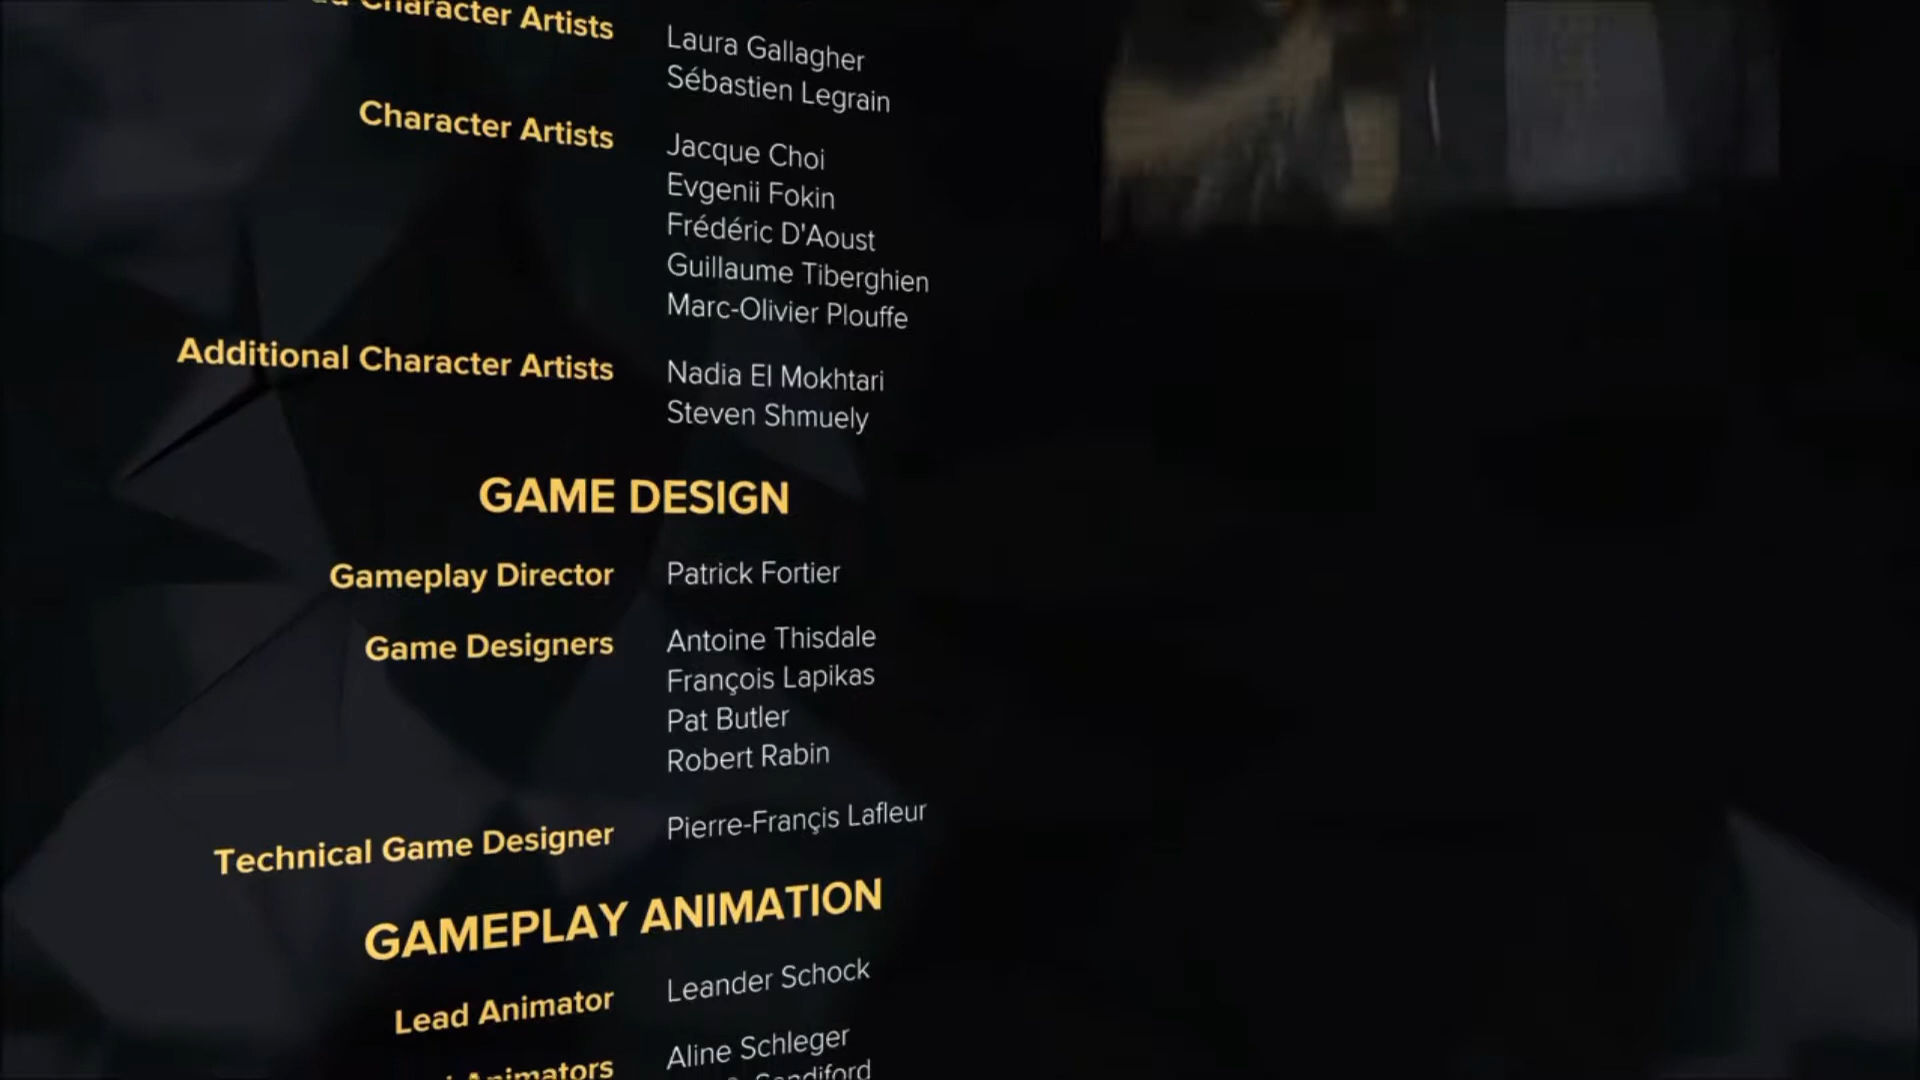 Character Artists
Laura Gallagher
Sébastien Legrain
Character Artists
Jacque Choi
Evgenii Fokin
Frédéric D'Aoust
Guillaume Tiberghien
Marc-Olivier Plouffe
Additional Character Artists
Nadia El Mokhtari
Steven Shmuely
GAME DESIGN
Gameplay Director
Patrick Fortier
Game Designers
Antoine Thisdale
François Lapikas
Pat Butler
Robert Rabin
Technical Game Designer
Pierre-Françis Lafleur
GAMEPLAY ANIMATION
Lead Animator
Leander Schock
Animators
Aline Schleger
Sandiford